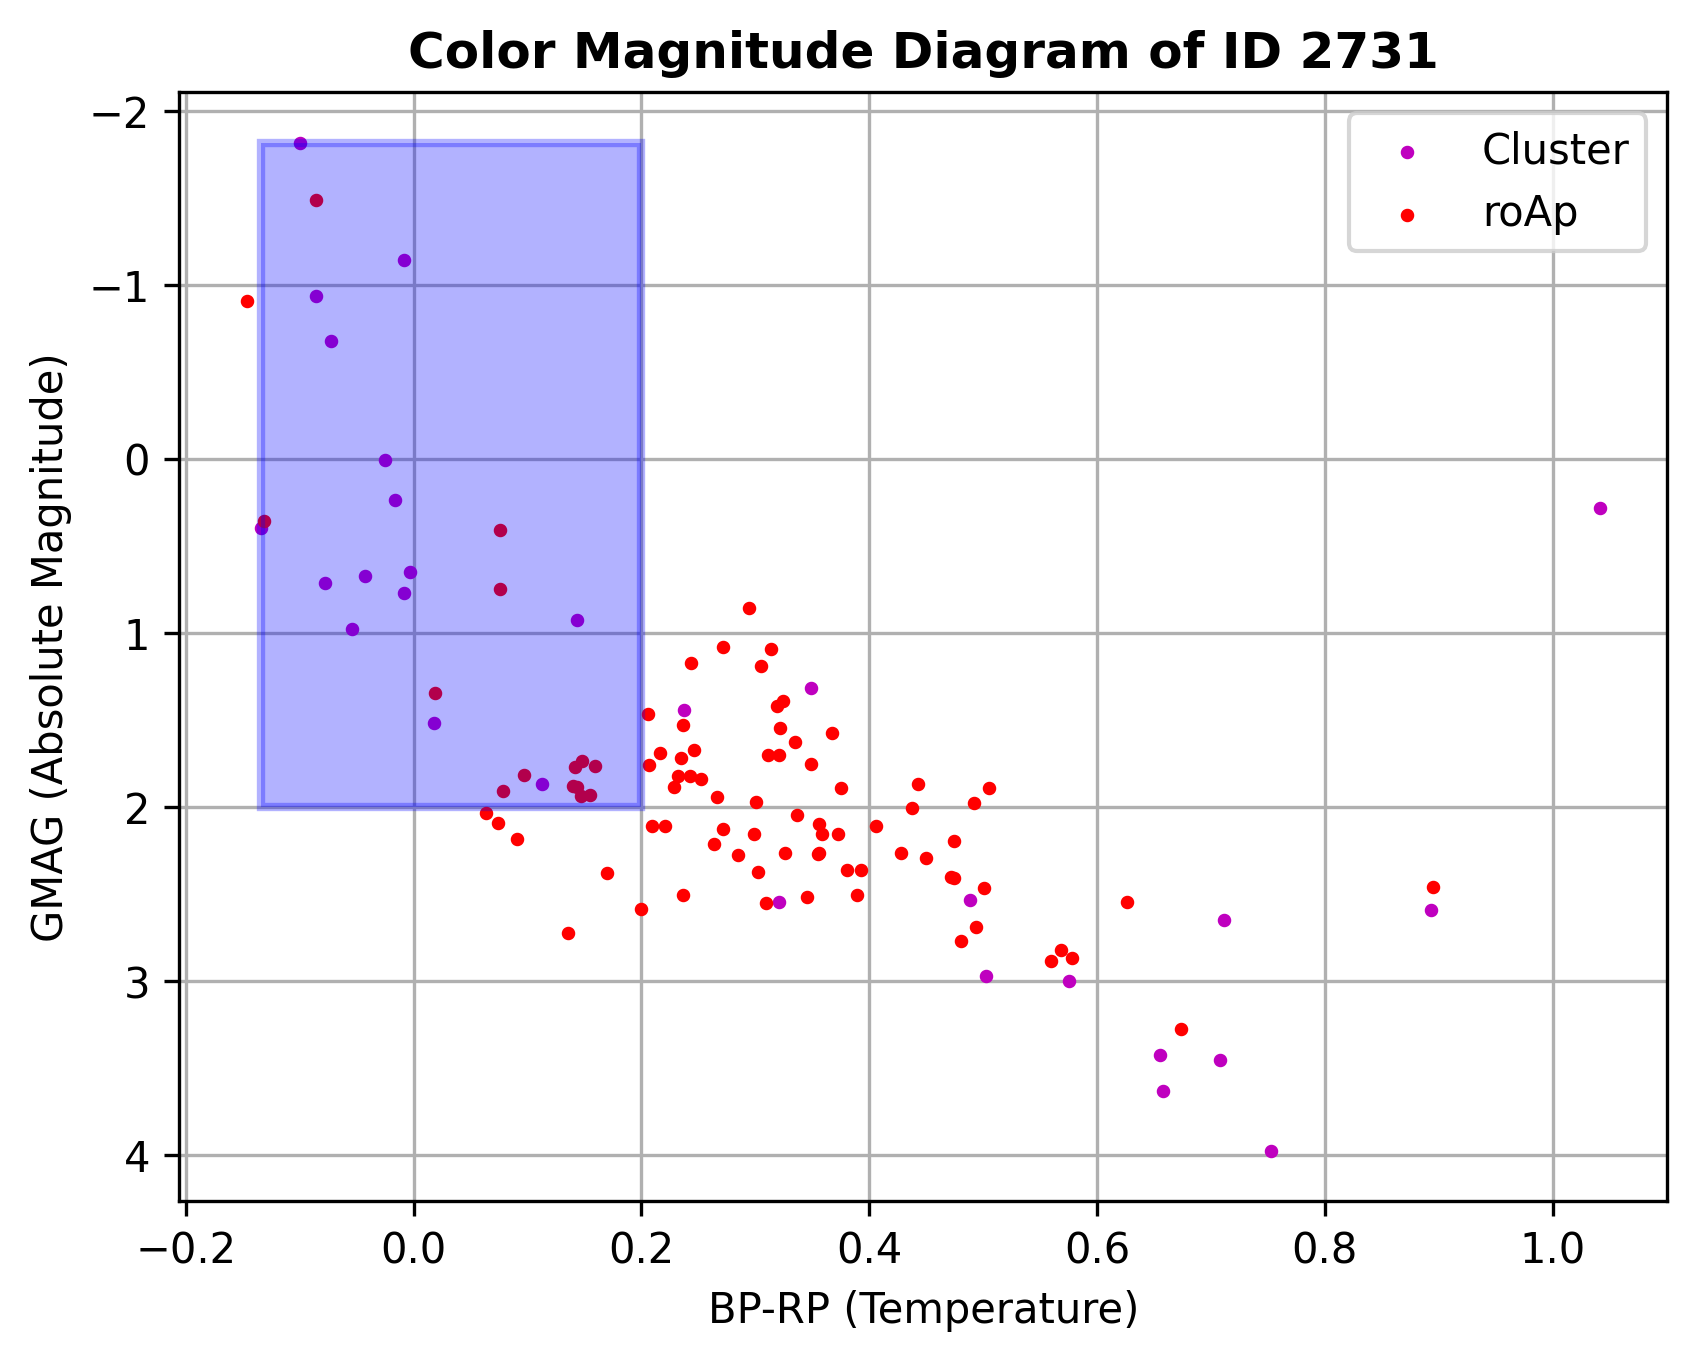 Color Magnitude Diagram of ID 2731
Cluster
roAp
GMAG (Absolute Magnitude)
−2
−1
0
1
2
3
4
−0.2 0.0 0.2 0.4 0.6 0.8 1.0
BP-RP (Temperature)